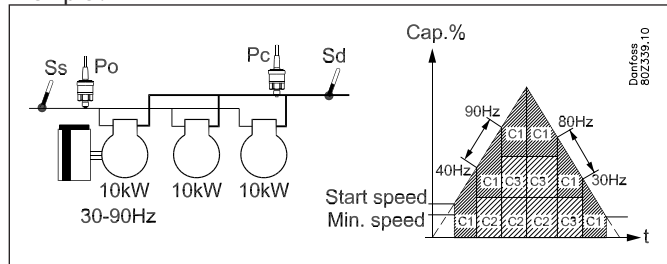 Ss
Po
Pc
Sd
10kW
10kW
10kW
30-90Hz
Cap.%
Danfoss
80Z339.10
90Hz
80Hz
C1
C1
40Hz
30Hz
C1
C3
C3
C1
Start speed
Min. speed
C1
C2
C2
C2
C3
C1
t